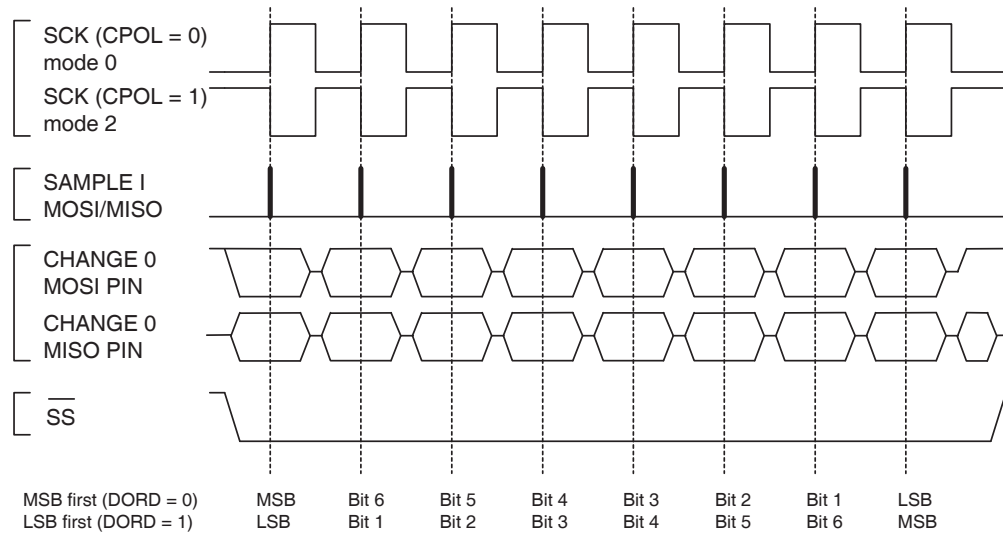 SCK (CPOL = 0)
mode 0
SCK (CPOL = 1)
mode 2
SAMPLE I
MOSI/MISO
CHANGE 0
MOSI PIN
CHANGE 0
MISO PIN
SS
MSB first (DORD = 0) MSB Bit 6 Bit 5 Bit 4 Bit 3 Bit 2 Bit 1 LSB
LSB first (DORD = 1) LSB Bit 1 Bit 2 Bit 3 Bit 4 Bit 5 Bit 6 MSB